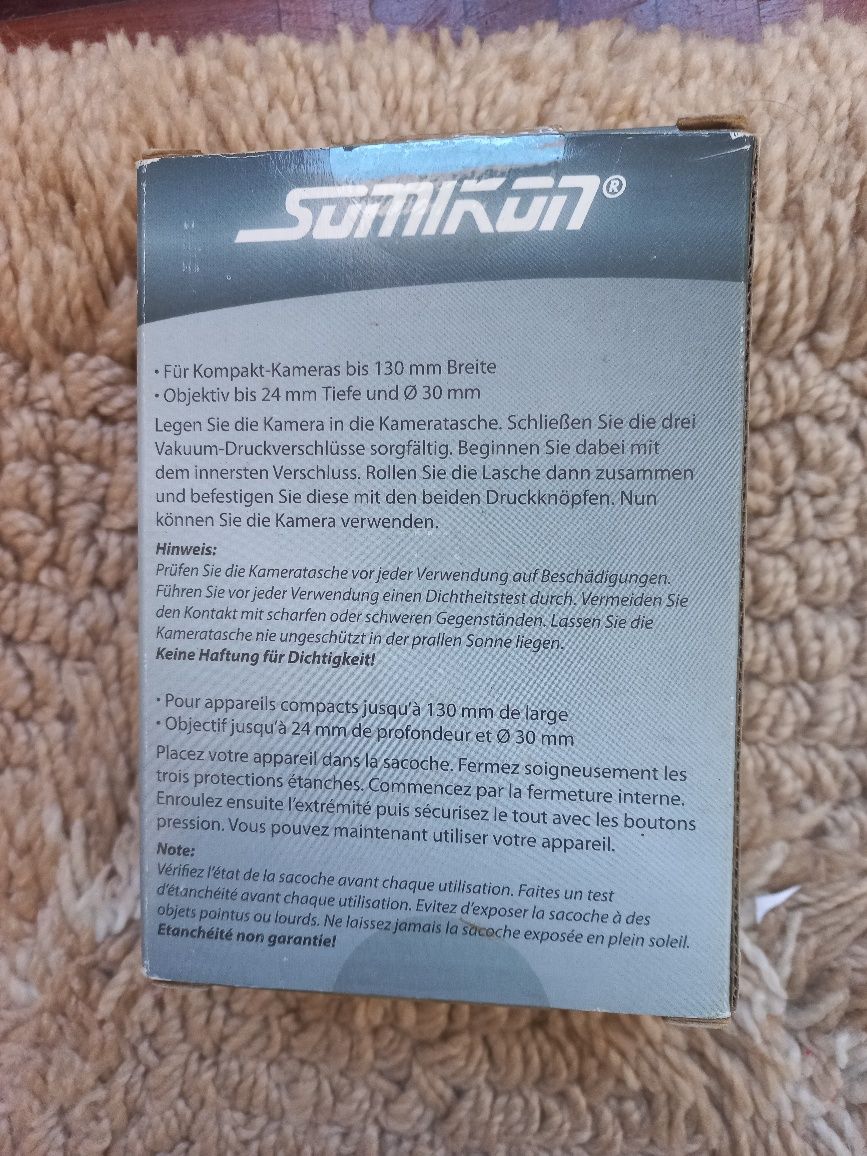 SOMIKON®
• Für Kompakt-Kameras bis 130 mm Breite
• Objektiv bis 24 mm Tiefe und Ø 30 mm
Legen Sie die Kamera in die Kameratasche. Schließen Sie die drei
Vakuum-Druckverschlüsse sorgfältig. Beginnen Sie dabei mit
dem innersten Verschluss. Rollen Sie die Lasche dann zusammen
und befestigen Sie diese mit den beiden Druckknöpfen. Nun
können Sie die Kamera verwenden.
Hinweis:
Prüfen Sie die Kameratasche vor jeder Verwendung auf Beschädigungen.
Führen Sie vor jeder Verwendung einen Dichtheitstest durch. Vermeiden Sie
den Kontakt mit scharfen oder schweren Gegenständen. Lassen Sie die
Kameratasche nie ungeschützt in der prallen Sonne liegen.
Keine Haftung für Dichtigkeit!
• Pour appareils compacts jusqu'à 130 mm de large
• Objectif jusqu'à 24 mm de profondeur et Ø 30 mm
Placez votre appareil dans la sacoche. Fermez soigneusement les
trois protections étanches. Commencez par la fermeture interne.
Enroulez ensuite l'extrémité puis sécurisez le tout avec les boutons
pression. Vous pouvez maintenant utiliser votre appareil.
Note:
Vérifiez l'état de la sacoche avant chaque utilisation. Faites un test
d'étanchéité avant chaque utilisation. Evitez d'exposer la sacoche à des
objets pointus ou lourds. Ne laissez jamais la sacoche exposée en plein soleil.
Etanchéité non garantie!